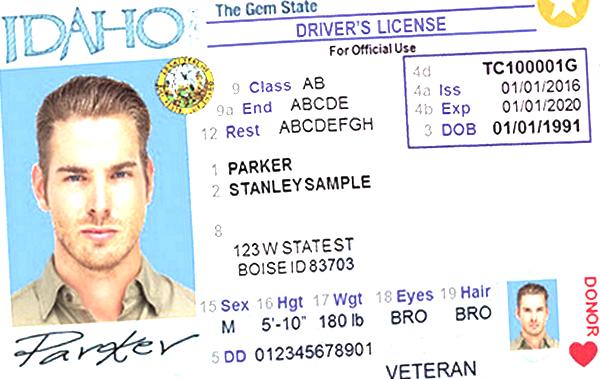 IDAHO
The Gem State
DRIVER'S LICENSE
For Official Use
9 Class AB
9a End ABCDE
12 Rest ABCDEFGH
4d TC100001G
4a Iss 01/01/2016
4b Exp 01/01/2020
3 DOB 01/01/1991
1 PARKER
2 STANLEY SAMPLE
8
123 W STATE ST
BOISE ID 83703
15 Sex 16 Hgt 17 Wgt 18 Eyes 19 Hair
M 5'-10" 180 lb BRO BRO
5 DD 012345678901
VETERAN
DONOR
Parker